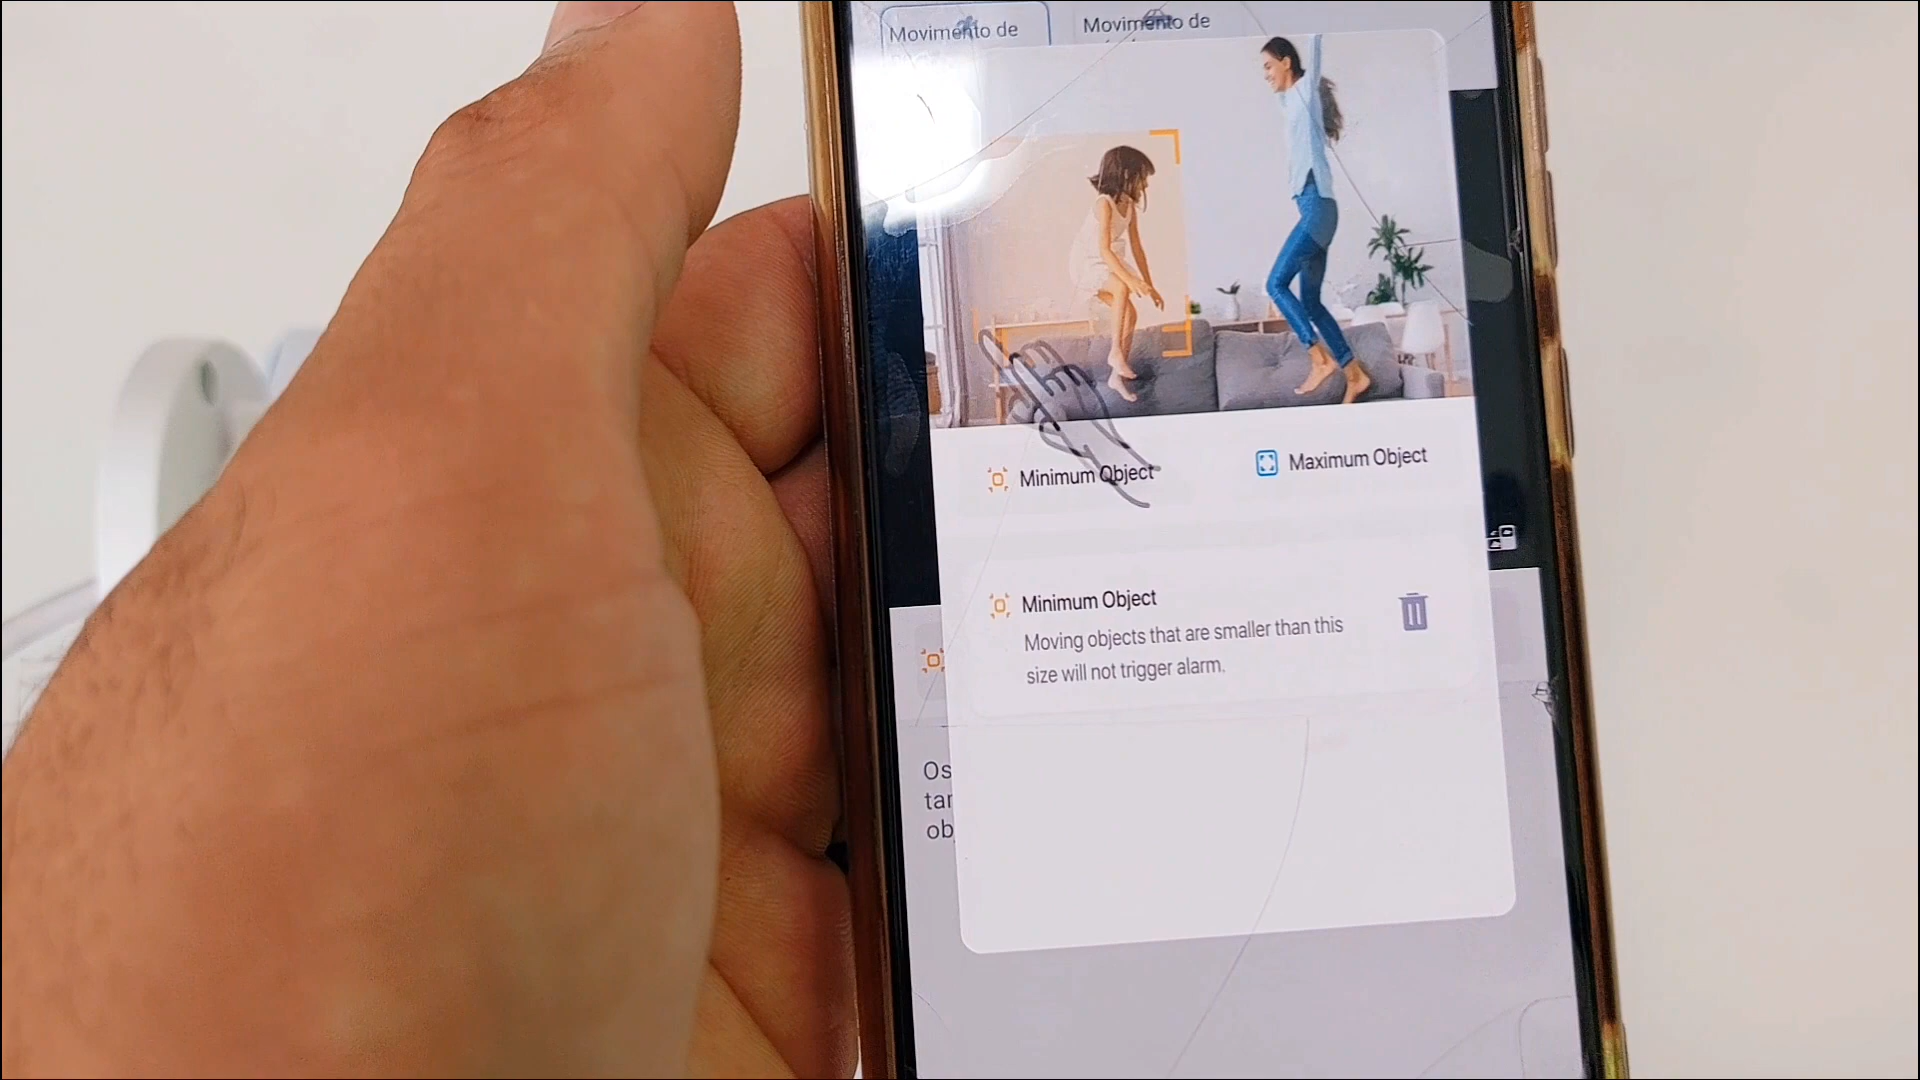 Movimento de
Movimento de
Minimum Object
Maximum Object
Minimum Object
Moving objects that are smaller than this
size will not trigger alarm.
Os
tar
ob